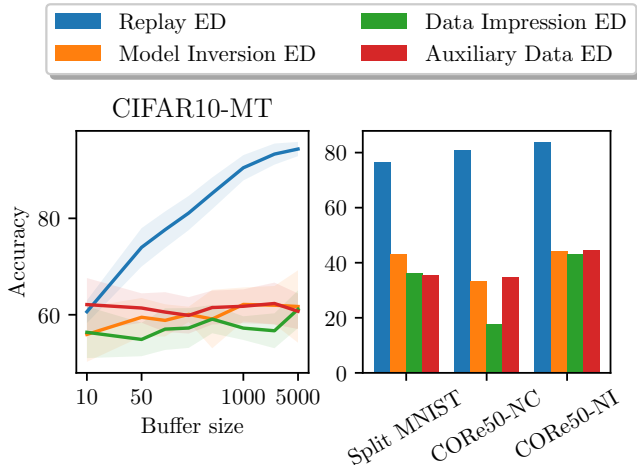 Replay ED
Model Inversion ED
Data Impression ED
Auxiliary Data ED
CIFAR10-MT
Accuracy
80
60
10
50
1000
5000
Buffer size
80
60
40
20
0
Split MNIST
CORe50-NC
CORe50-NI